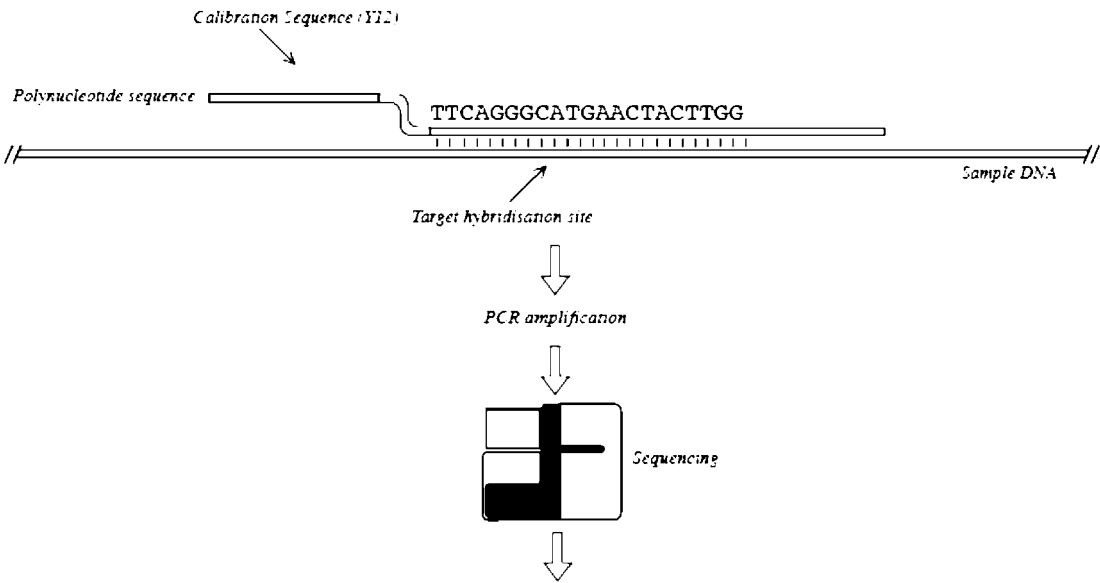 Calibration Sequence (Y12)
Polynucleotide sequence
TTCAGGGCATGAACTACTTGG
Sample DNA
Target hybridisation site
PCR amplification
Sequencing